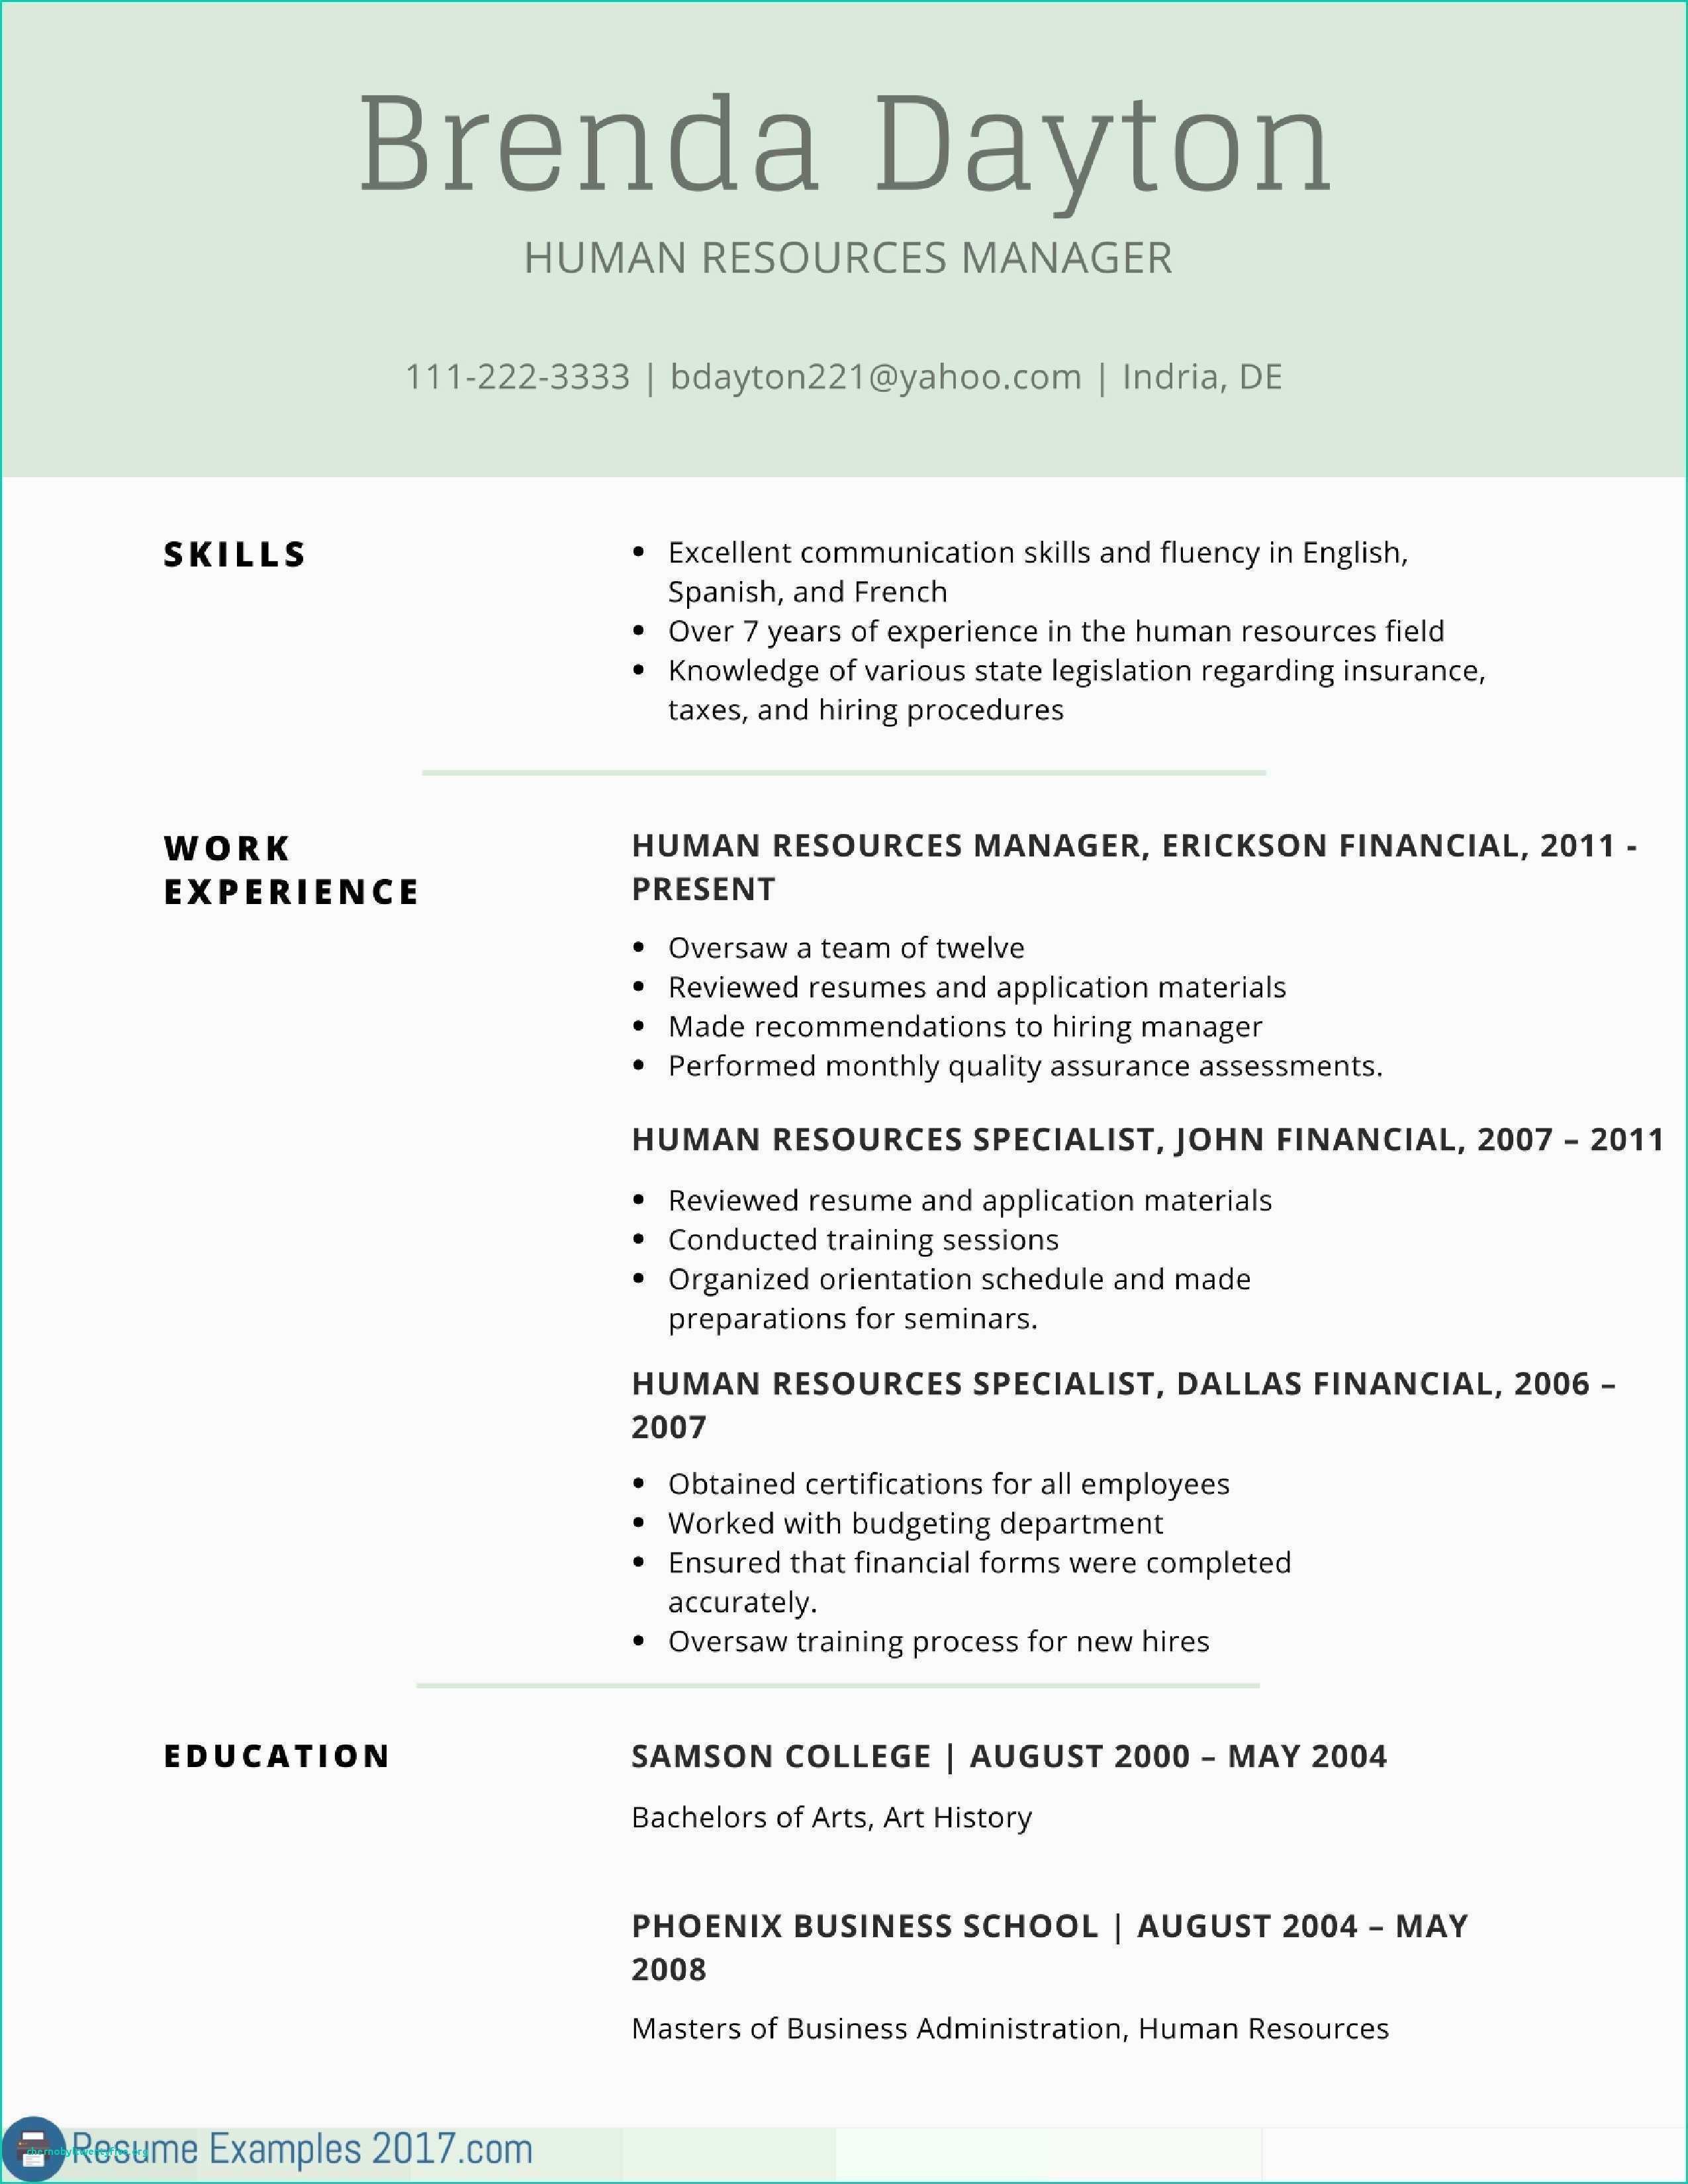 Brenda Dayton
HUMAN RESOURCES MANAGER
111-222-3333 | bdayton221@yahoo.com | Indria, DE
SKILLS
• Excellent communication skills and fluency in English,
Spanish, and French
• Over 7 years of experience in the human resources field
• Knowledge of various state legislation regarding insurance,
taxes, and hiring procedures
WORK
EXPERIENCE
HUMAN RESOURCES MANAGER, ERICKSON FINANCIAL, 2011 -
PRESENT
• Oversaw a team of twelve
• Reviewed resumes and application materials
• Made recommendations to hiring manager
• Performed monthly quality assurance assessments.
HUMAN RESOURCES SPECIALIST, JOHN FINANCIAL, 2007 – 2011
• Reviewed resume and application materials
• Conducted training sessions
• Organized orientation schedule and made
preparations for seminars.
HUMAN RESOURCES SPECIALIST, DALLAS FINANCIAL, 2006 –
2007
• Obtained certifications for all employees
• Worked with budgeting department
• Ensured that financial forms were completed
accurately.
• Oversaw training process for new hires
EDUCATION
SAMSON COLLEGE | AUGUST 2000 – MAY 2004
Bachelors of Arts, Art History
PHOENIX BUSINESS SCHOOL | AUGUST 2004 – MAY
2008
Masters of Business Administration, Human Resources
Resume Examples 2017.com